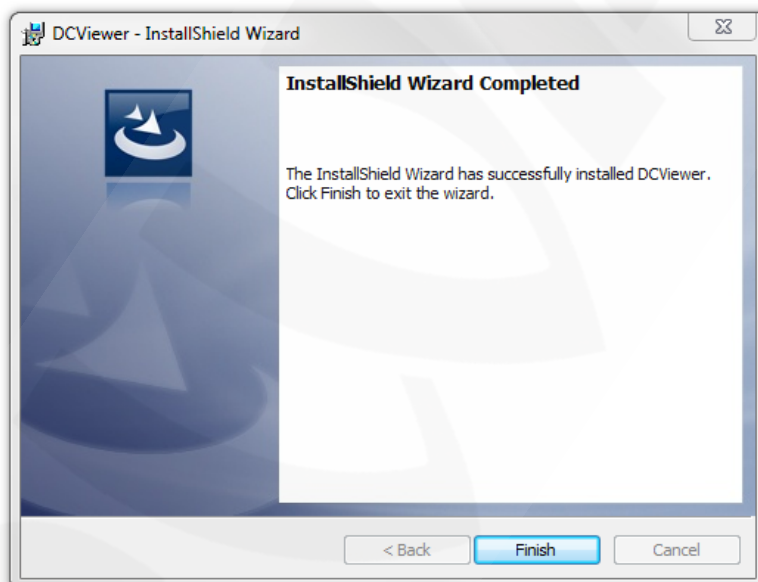 DCViewer - InstallShield Wizard
InstallShield Wizard Completed
The InstallShield Wizard has successfully installed DCViewer.
Click Finish to exit the wizard.
< Back
Finish
Cancel